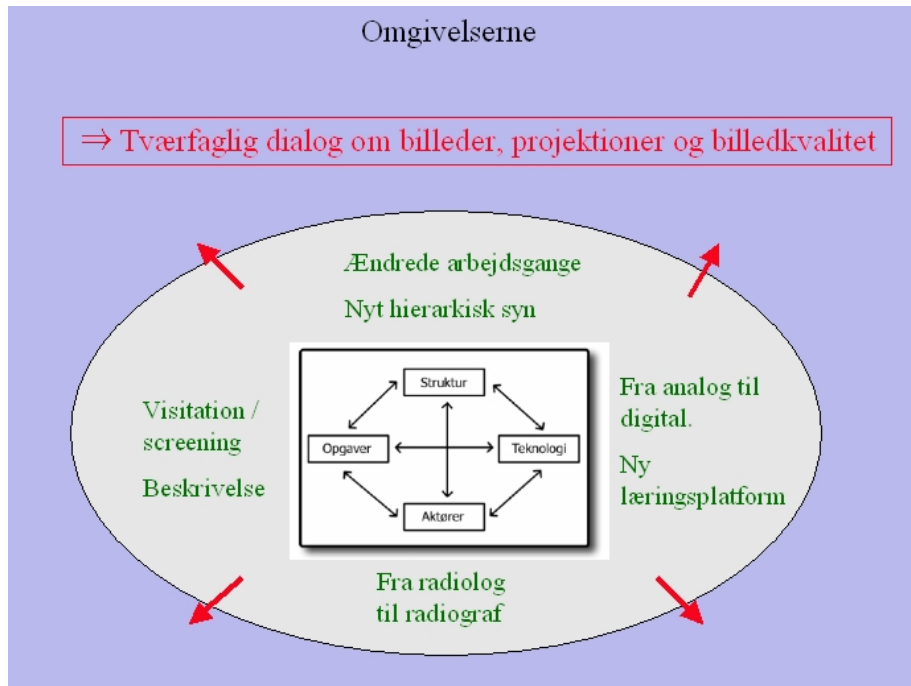 Omgivelserne
⇒ Tværfaglig dialog om billeder, projektioner og billedkvalitet
Ændrede arbejdsgange
Nyt hierarkisk syn
Visitation /
screening
Beskrivelse
Struktur
Opgaver
Teknologi
Aktører
Fra analog til
digital.
Ny
læringsplatform
Fra radiolog
til radiograf